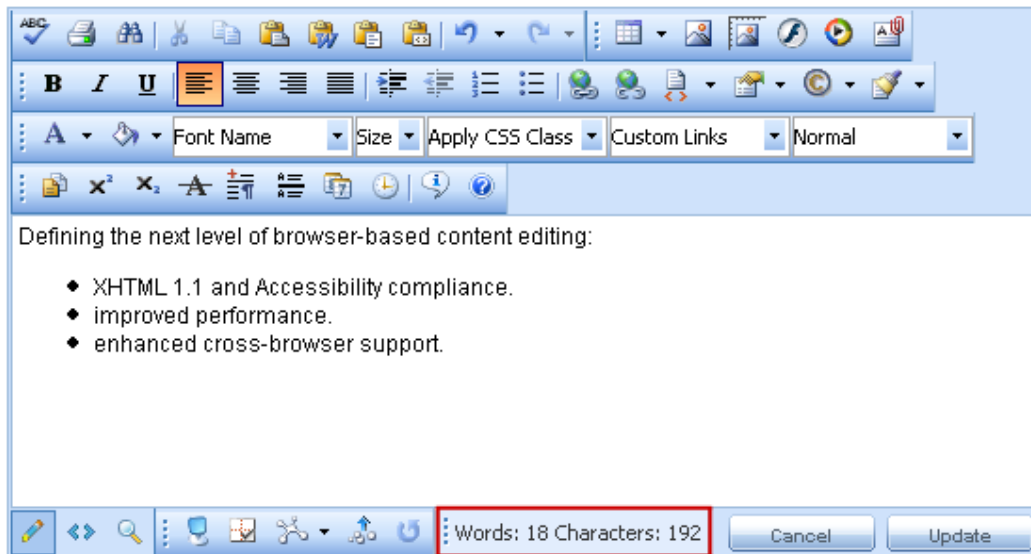 ABC
B I U
A Font Name Size Apply CSS Class Custom Links Normal
Defining the next level of browser-based content editing:
XHTML 1.1 and Accessibility compliance.
improved performance.
enhanced cross-browser support.
Words: 18 Characters: 192 Cancel Update